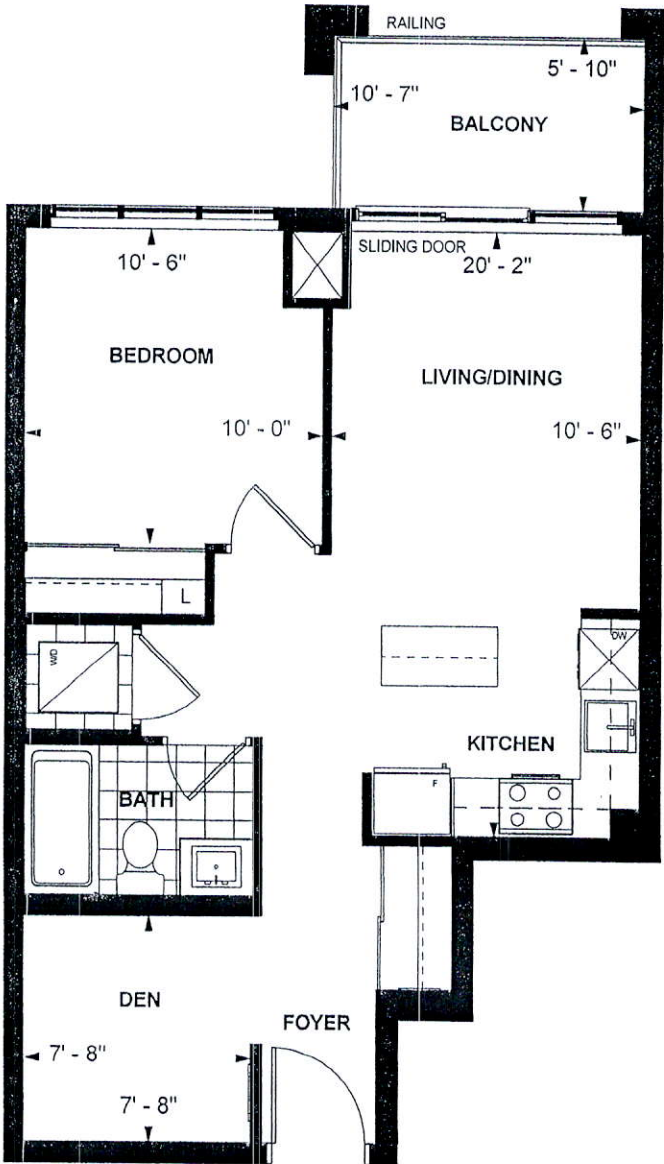 RAILING
5' - 10"
10' - 7"
BALCONY
SLIDING DOOR
10' - 6"
20' - 2"
BEDROOM
LIVING/DINING
10' - 0"
10' - 6"
L
W/D
DW
KITCHEN
F
BATH
DEN
FOYER
7' - 8"
7' - 8"